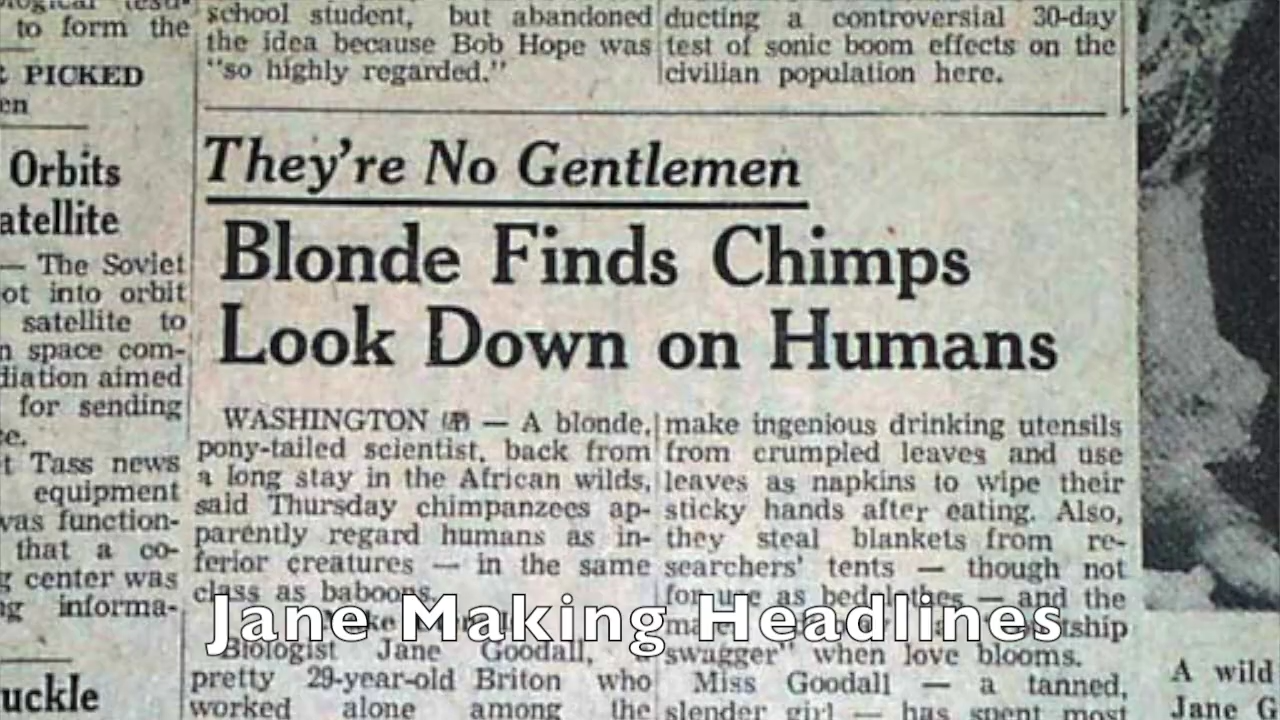 to form the
PICKED
en
Orbits
atellite
— The Soviet
ot into orbit
satellite to
n space com-
diation aimed
for sending
ce.
t Tass news
equipment
was function-
that a co-
g center was
ng informa-
uckle
school student, but abandoned
the idea because Bob Hope was
"so highly regarded."
ducting a controversial 30-day
test of sonic boom effects on the
civilian population here.
They're No Gentlemen
Blonde Finds Chimps
Look Down on Humans
WASHINGTON (AP) — A blonde,
pony-tailed scientist, back from
a long stay in the African wilds,
said Thursday chimpanzees ap-
parently regard humans as in-
ferior creatures — in the same
class as baboons.
Biologist Jane Goodall, a
pretty 29-year-old Briton who
worked alone among the
make ingenious drinking utensils
from crumpled leaves and use
leaves as napkins to wipe their
sticky hands after eating. Also,
they steal blankets from re-
searchers' tents — though not
for use as bedclothes — and the
swagger" when love blooms.
Miss Goodall — a tanned,
slender girl — has spent most
A wild
Jane G
Jane Making Headlines